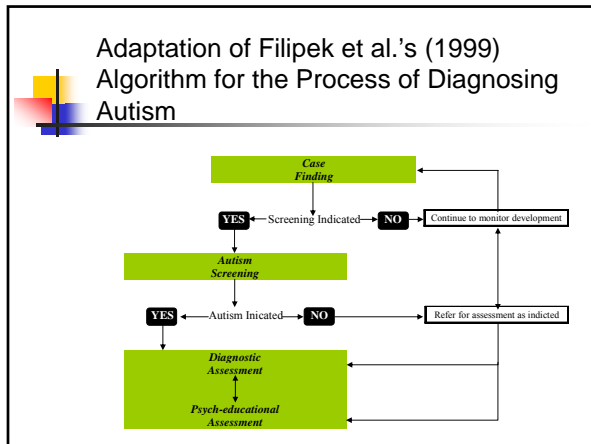 Adaptation of Filipek et al.'s (1999)
Algorithm for the Process of Diagnosing
Autism
Case
Finding
YES
Screening Indicated
NO
Continue to monitor development
Autism
Screening
YES
Autism Inicated
NO
Refer for assessment as indicted
Diagnostic
Assessment
Psych-educational
Assessment